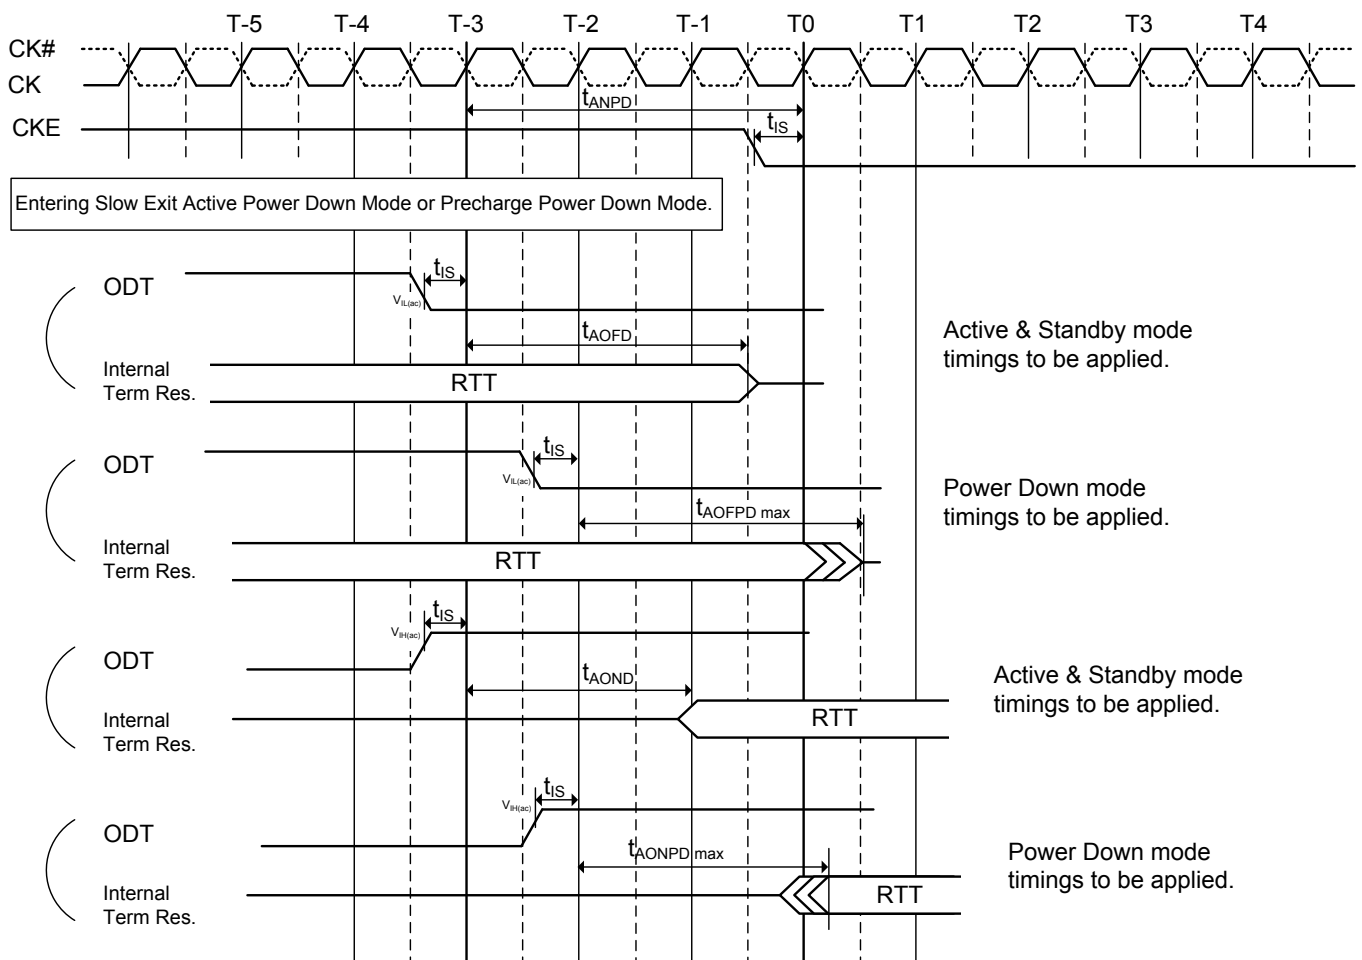 T-5 T-4 T-3 T-2 T-1 T0 T1 T2 T3 T4
CK#
CK
tANPD
CKE
tIS
Entering Slow Exit Active Power Down Mode or Precharge Power Down Mode.
ODT
tIS
VIL(ac)
tAOFD
Internal
Term Res.
RTT
Active & Standby mode
timings to be applied.
ODT
tIS
VIL(ac)
tAOFPD max
Internal
Term Res.
RTT
Power Down mode
timings to be applied.
ODT
tIS
VIH(ac)
tAOND
Internal
Term Res.
RTT
Active & Standby mode
timings to be applied.
ODT
tIS
VIH(ac)
tAONPD max
Internal
Term Res.
RTT
Power Down mode
timings to be applied.